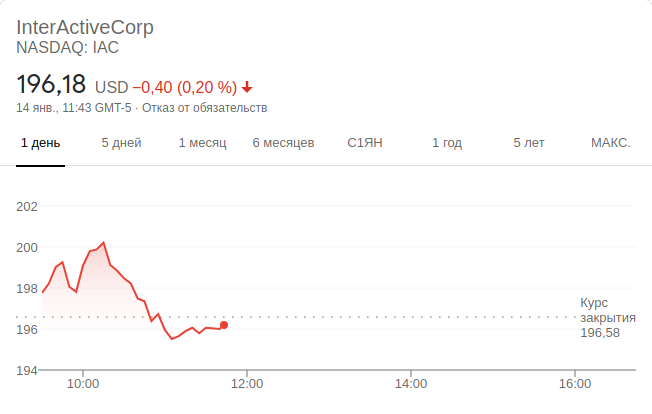 InterActiveCorp
NASDAQ: IAC
196,18 USD −0,40 (0,20 %)
14 янв., 11:43 GMT-5 · Отказ от обязательств
1 день 5 дней 1 месяц 6 месяцев С1ЯН 1 год 5 лет МАКС.
202
200
198
Курс
закрытия
196,58
196
194
10:00 12:00 14:00 16:00